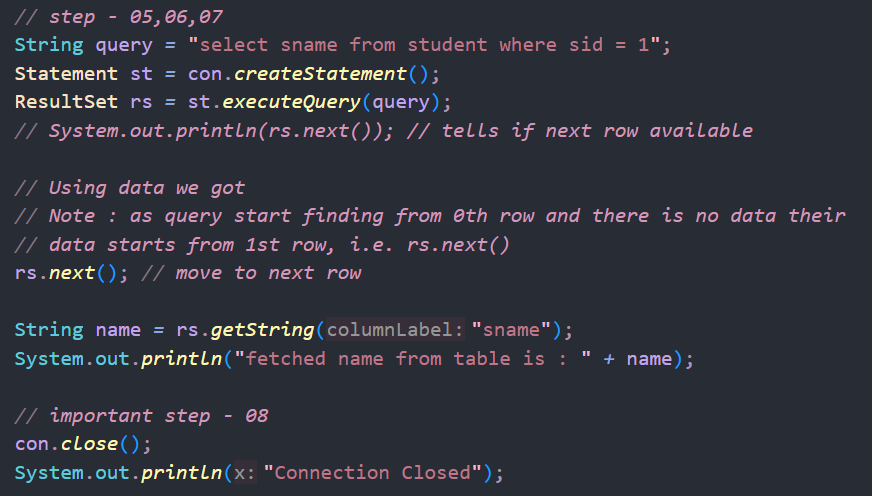 // step - 05,06,07
String query = "select sname from student where sid = 1";
Statement st = con.createStatement();
ResultSet rs = st.executeQuery(query);
// System.out.println(rs.next()); // tells if next row available
// Using data we got
// Note : as query start finding from 0th row and there is no data their
// data starts from 1st row, i.e. rs.next()
rs.next(); // move to next row
String name = rs.getString(columnLabel: "sname");
System.out.println("fetched name from table is : " + name);
// important step - 08
con.close();
System.out.println(x: "Connection Closed");